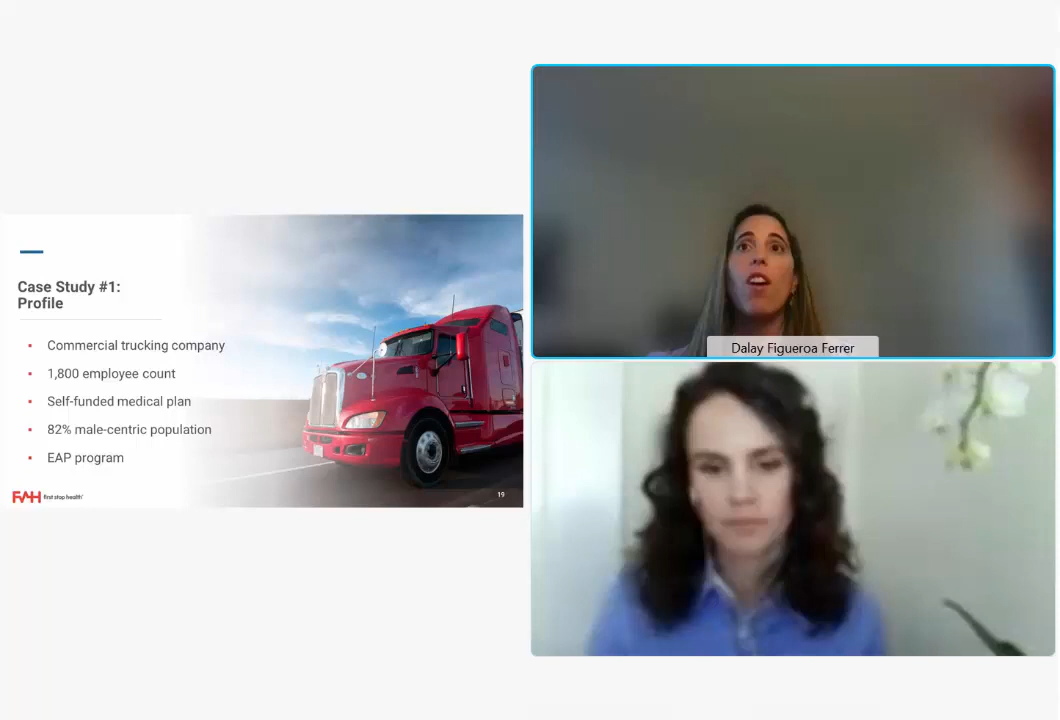 Case Study #1:
Profile
Commercial trucking company
1,800 employee count
Self-funded medical plan
82% male-centric population
EAP program
first stop health
19
Dalay Figueroa Ferrer